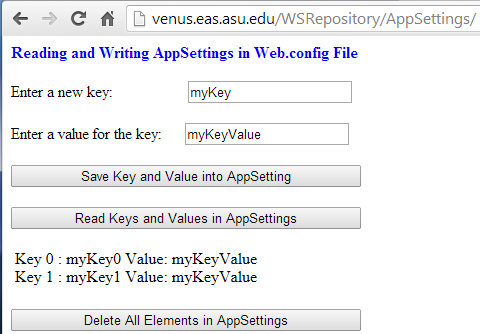 venus.eas.asu.edu/WSRepository/AppSettings/
Reading and Writing AppSettings in Web.config File
Enter a new key: myKey
Enter a value for the key: myKeyValue
Save Key and Value into AppSetting
Read Keys and Values in AppSettings
Key 0 : myKey0 Value: myKeyValue
Key 1 : myKey1 Value: myKeyValue
Delete All Elements in AppSettings